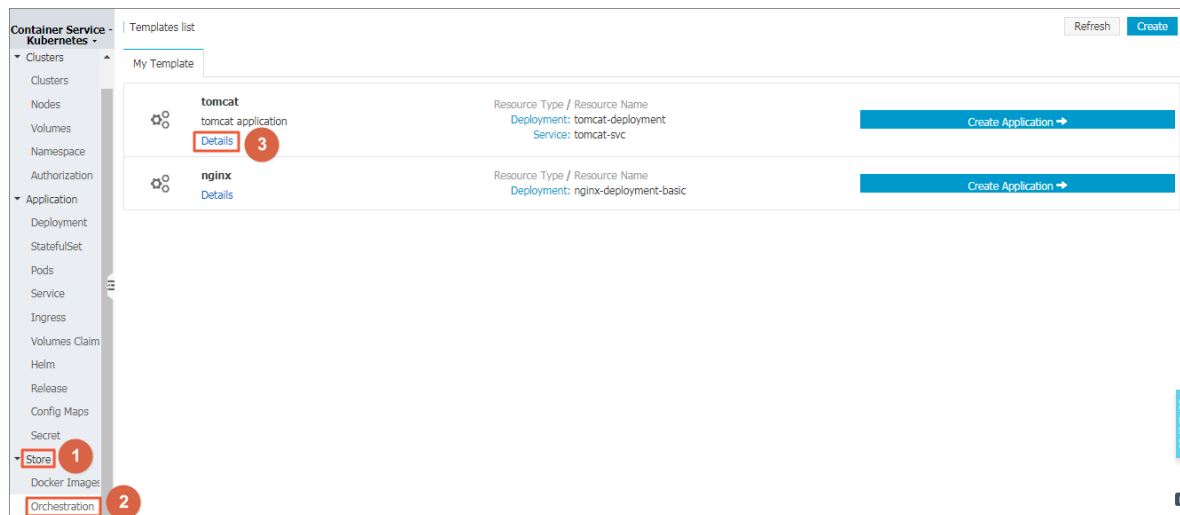 Container Service -
Kubernetes -
Clusters
Clusters
Nodes
Volumes
Namespace
Authorization
Application
Deployment
StatefulSet
Pods
Service
Ingress
Volumes Claim
Helm
Release
Config Maps
Secret
Store
1
Docker Images
Orchestration
2
Templates list
Refresh
Create
My Template
tomcat
tomcat application
Details
3
Resource Type / Resource Name
Deployment: tomcat-deployment
Service: tomcat-svc
Create Application
nginx
Details
Resource Type / Resource Name
Deployment: nginx-deployment-basic
Create Application